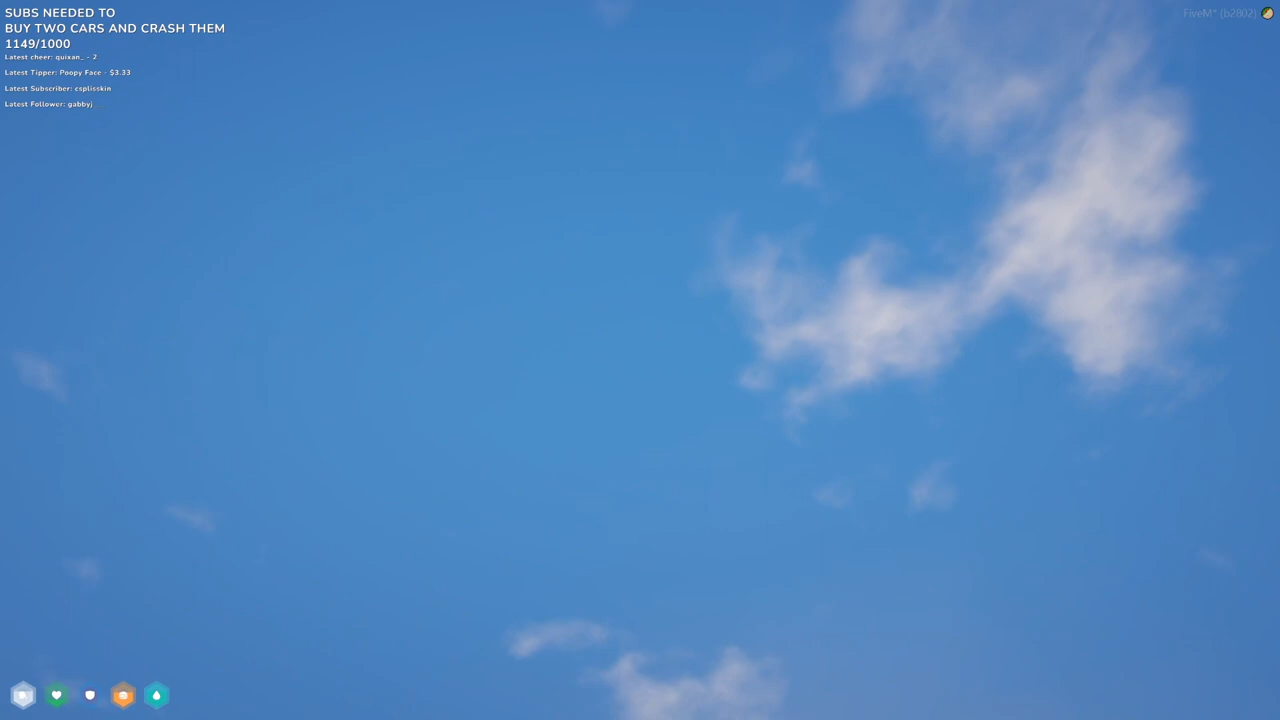 SUBS NEEDED TO
BUY TWO CARS AND CRASH THEM
1149/1000
Latest cheer: quixan_ - 2
Latest Tipper: Poopy Face - $3.33
Latest Subscriber: csplisskin
Latest Follower: gabbyj__
FiveM* (b2802)